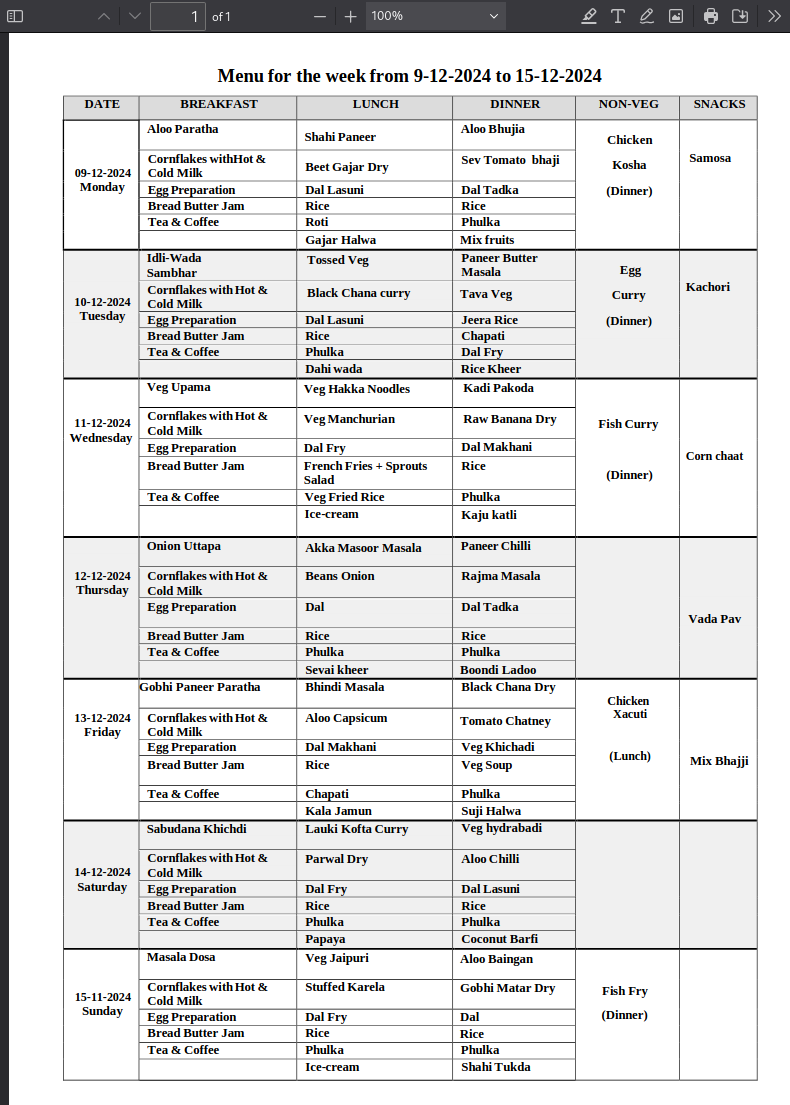 1 of 1
100%
Menu for the week from 9-12-2024 to 15-12-2024
DATE BREAKFAST LUNCH DINNER NON-VEG SNACKS
09-12-2024
Monday
Aloo Paratha
Shahi Paneer
Aloo Bhujia
Cornflakes withHot &
Cold Milk
Beet Gajar Dry
Sev Tomato bhaji
Egg Preparation
Dal Lasuni
Dal Tadka
Bread Butter Jam
Rice
Rice
Tea & Coffee
Roti
Phulka
Gajar Halwa
Mix fruits
Chicken
Kosha
(Dinner)
Samosa
10-12-2024
Tuesday
Idli-Wada
Sambhar
Tossed Veg
Paneer Butter
Masala
Cornflakes with Hot &
Cold Milk
Black Chana curry
Tava Veg
Egg Preparation
Dal Lasuni
Jeera Rice
Bread Butter Jam
Rice
Chapati
Tea & Coffee
Phulka
Dal Fry
Dahi wada
Rice Kheer
Egg
Curry
(Dinner)
Kachori
11-12-2024
Wednesday
Veg Upama
Veg Hakka Noodles
Kadi Pakoda
Cornflakes with Hot &
Cold Milk
Veg Manchurian
Raw Banana Dry
Egg Preparation
Dal Fry
Dal Makhani
Bread Butter Jam
French Fries + Sprouts
Salad
Rice
Tea & Coffee
Veg Fried Rice
Phulka
Ice-cream
Kaju katli
Fish Curry
(Dinner)
Corn chaat
12-12-2024
Thursday
Onion Uttapa
Akka Masoor Masala
Paneer Chilli
Cornflakes with Hot &
Cold Milk
Beans Onion
Rajma Masala
Egg Preparation
Dal
Dal Tadka
Bread Butter Jam
Rice
Rice
Tea & Coffee
Phulka
Phulka
Sevai kheer
Boondi Ladoo
Vada Pav
13-12-2024
Friday
Gobhi Paneer Paratha
Bhindi Masala
Black Chana Dry
Cornflakes with Hot &
Cold Milk
Aloo Capsicum
Tomato Chatney
Egg Preparation
Dal Makhani
Veg Khichadi
Bread Butter Jam
Rice
Veg Soup
Tea & Coffee
Chapati
Phulka
Kala Jamun
Suji Halwa
Chicken
Xacuti
(Lunch)
Mix Bhajji
14-12-2024
Saturday
Sabudana Khichdi
Lauki Kofta Curry
Veg hydrabadi
Cornflakes with Hot &
Cold Milk
Parwal Dry
Aloo Chilli
Egg Preparation
Dal Fry
Dal Lasuni
Bread Butter Jam
Rice
Rice
Tea & Coffee
Phulka
Phulka
Papaya
Coconut Barfi
15-11-2024
Sunday
Masala Dosa
Veg Jaipuri
Aloo Baingan
Cornflakes with Hot &
Cold Milk
Stuffed Karela
Gobhi Matar Dry
Egg Preparation
Dal Fry
Dal
Bread Butter Jam
Rice
Rice
Tea & Coffee
Phulka
Phulka
Ice-cream
Shahi Tukda
Fish Fry
(Dinner)